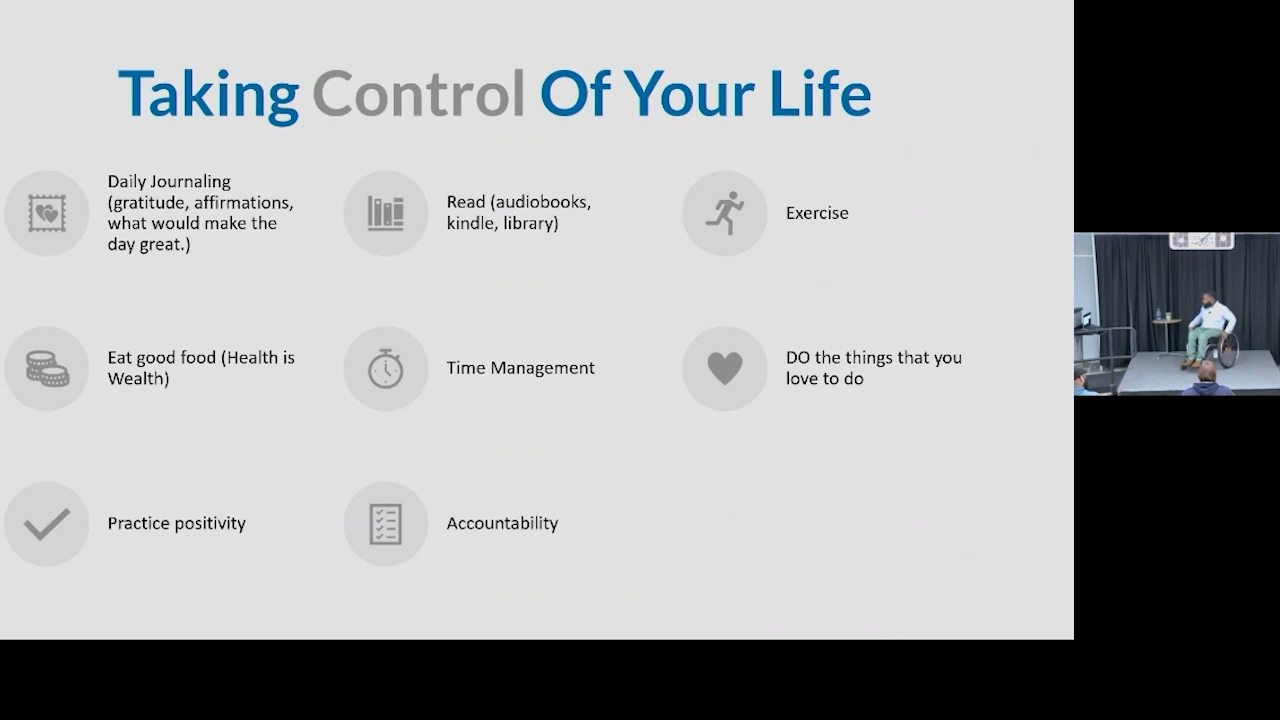 Taking Control Of Your Life
Daily Journaling
(gratitude, affirmations,
what would make the
day great.)
Read (audiobooks,
kindle, library)
Exercise
Eat good food (Health is
Wealth)
Time Management
DO the things that you
love to do
Practice positivity
Accountability